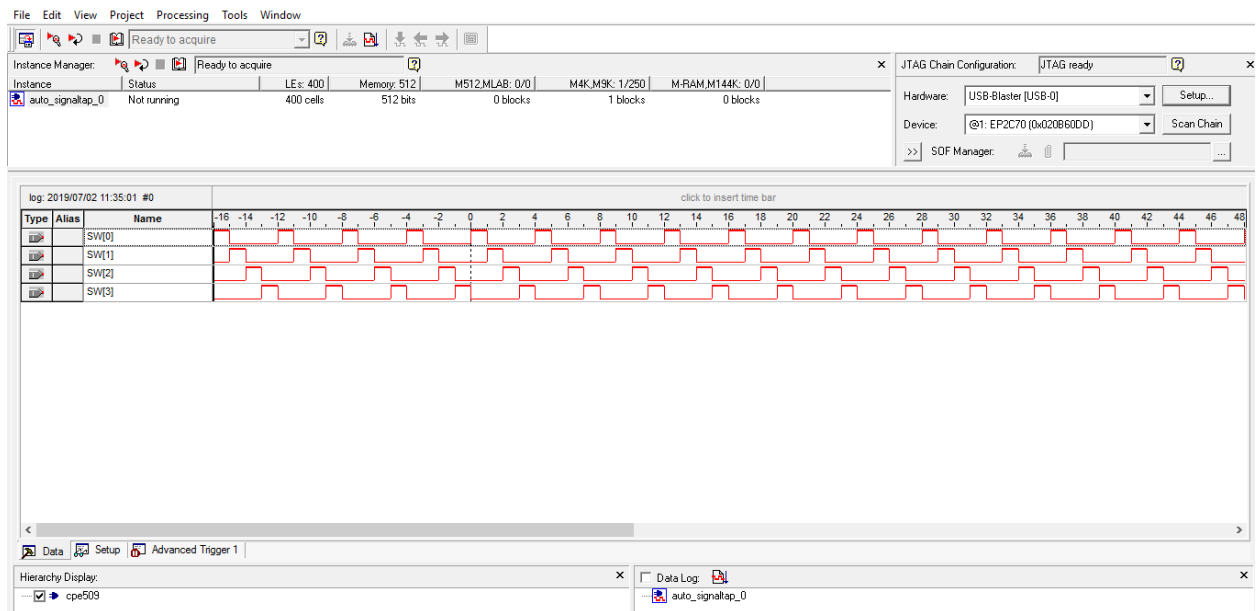 File Edit View Project Processing Tools Window
Ready to acquire
Instance Manager: Ready to acquire
Instance Status LEs: 400 Memory: 512 M512,MLAB: 0/0 M4K,M9K: 1/250 M-RAM,M144K: 0/0
auto_signaltap_0 Not running 400 cells 512 bits 0 blocks 1 blocks 0 blocks
JTAG Chain Configuration: JTAG ready
Hardware: USB-Blaster [USB-0] Setup...
Device: @1: EP2C70 (0x020B60DD) Scan Chain
>> SOF Manager: ...
log: 2019/07/02 11:35:01 #0 click to insert time bar
Type Alias Name -16 -14 -12 -10 -8 -6 -4 -2 0 2 4 6 8 10 12 14 16 18 20 22 24 26 28 30 32 34 36 38 40 42 44 46 48
SW[0]
SW[1]
SW[2]
SW[3]
Data Setup Advanced Trigger 1
Hierarchy Display:
cpe509
Data Log:
auto_signaltap_0